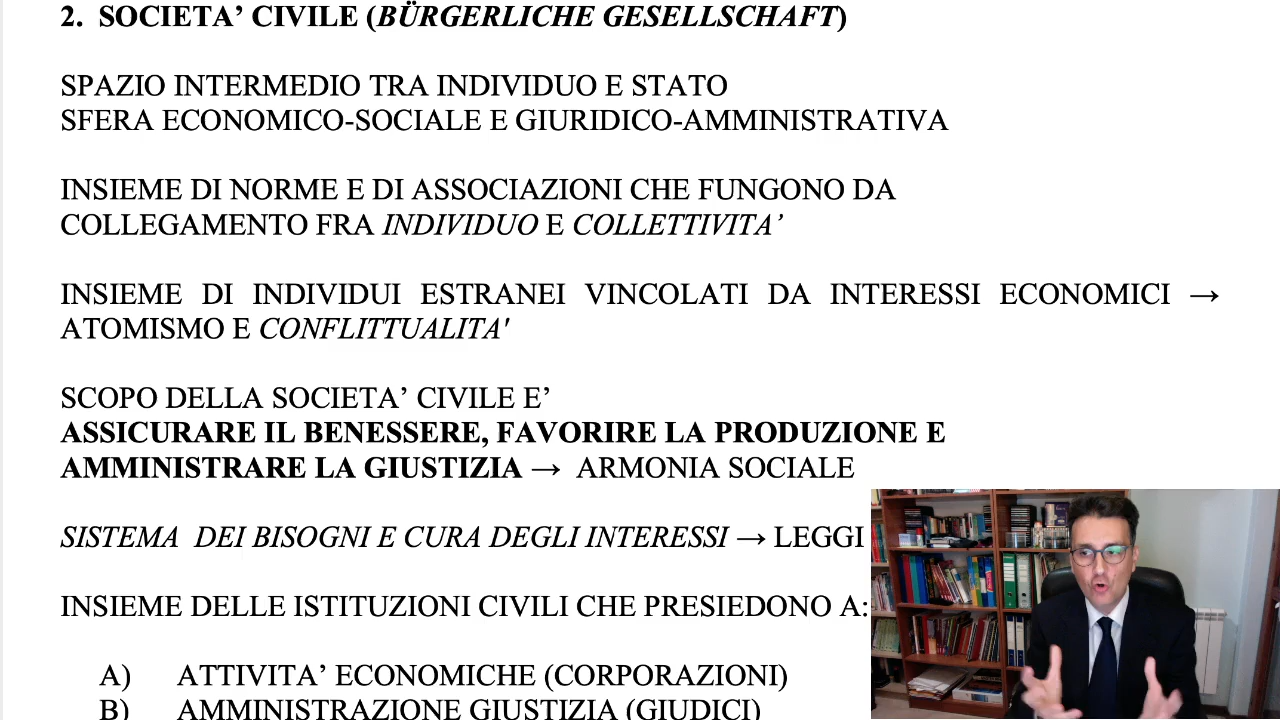 2. SOCIETA’ CIVILE (BÜRGERLICHE GESELLSCHAFT)
SPAZIO INTERMEDIO TRA INDIVIDUO E STATO
SFERA ECONOMICO-SOCIALE E GIURIDICO-AMMINISTRATIVA
INSIEME DI NORME E DI ASSOCIAZIONI CHE FUNGONO DA
COLLEGAMENTO FRA INDIVIDUO E COLLETTIVITA’
INSIEME DI INDIVIDUI ESTRANEI VINCOLATI DA INTERESSI ECONOMICI →
ATOMISMO E CONFLITTUALITA'
SCOPO DELLA SOCIETA’ CIVILE E’
ASSICURARE IL BENESSERE, FAVORIRE LA PRODUZIONE E
AMMINISTRARE LA GIUSTIZIA → ARMONIA SOCIALE
SISTEMA DEI BISOGNI E CURA DEGLI INTERESSI → LEGGI
INSIEME DELLE ISTITUZIONI CIVILI CHE PRESIEDONO A:
A) ATTIVITA’ ECONOMICHE (CORPORAZIONI)
B) AMMINISTRAZIONE GIUSTIZIA (GIUDICI)